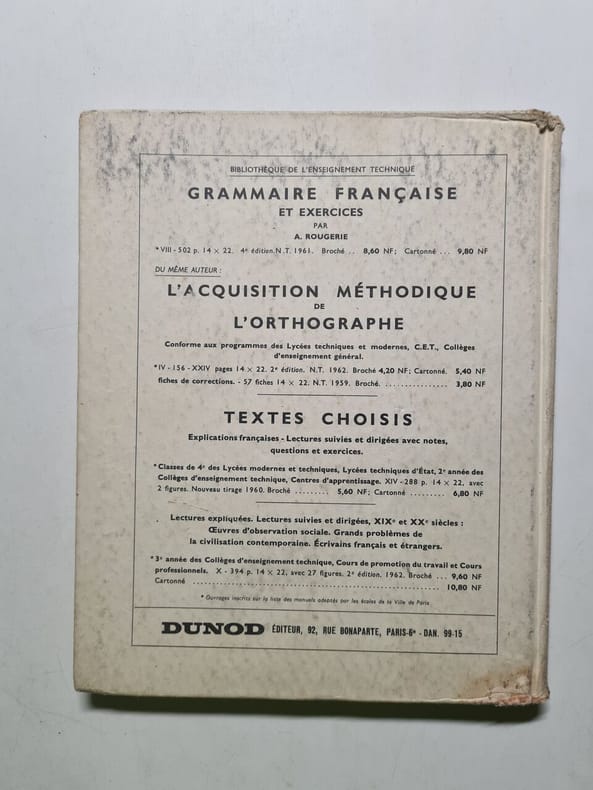 BIBLIOTHÈQUE DE L'ENSEIGNEMENT TECHNIQUE
GRAMMAIRE FRANÇAISE
ET EXERCICES
PAR
A. ROUGERIE
*VIII - 502 p. 14 × 22. 4e édition. N.T. 1961. Broché .. 8,60 NF; Cartonné ... 9,80 NF
DU MÊME AUTEUR :
L'ACQUISITION MÉTHODIQUE
DE
L'ORTHOGRAPHE
Conforme aux programmes des Lycées techniques et modernes, C.E.T., Collèges
d'enseignement général.
*IV - 156 - XXIV pages 14 × 22. 2e édition. N.T. 1962. Broché 4,20 NF; Cartonné. 5,40 NF
fiches de corrections. - 57 fiches 14 × 22. N.T. 1959. Broché. ................ 3,80 NF
TEXTES CHOISIS
Explications françaises - Lectures suivies et dirigées avec notes,
questions et exercices.
*Classes de 4e des Lycées modernes et techniques, Lycées techniques d'État, 2e année des
Collèges d'enseignement technique, Centres d'apprentissage. XIV - 288 p. 14 × 22, avec
2 figures. Nouveau tirage 1960. Broché ......... 5,60 NF; Cartonné ......... 6,80 NF
Lectures expliquées. Lectures suivies et dirigées, XIXe et XXe siècles :
Œuvres d'observation sociale. Grands problèmes de
la civilisation contemporaine. Écrivains français et étrangers.
*3e année des Collèges d'enseignement technique, Cours de promotion du travail et Cours
professionnels. X - 394 p. 14 × 22, avec 27 figures. 2e édition. 1962. Broché ... 9,60 NF
Cartonné ............................................................ 10,80 NF
* Ouvrages inscrits sur la liste des manuels adoptés par les écoles de la Ville de Paris
DUNOD ÉDITEUR, 92, RUE BONAPARTE, PARIS-6e - DAN. 99-15